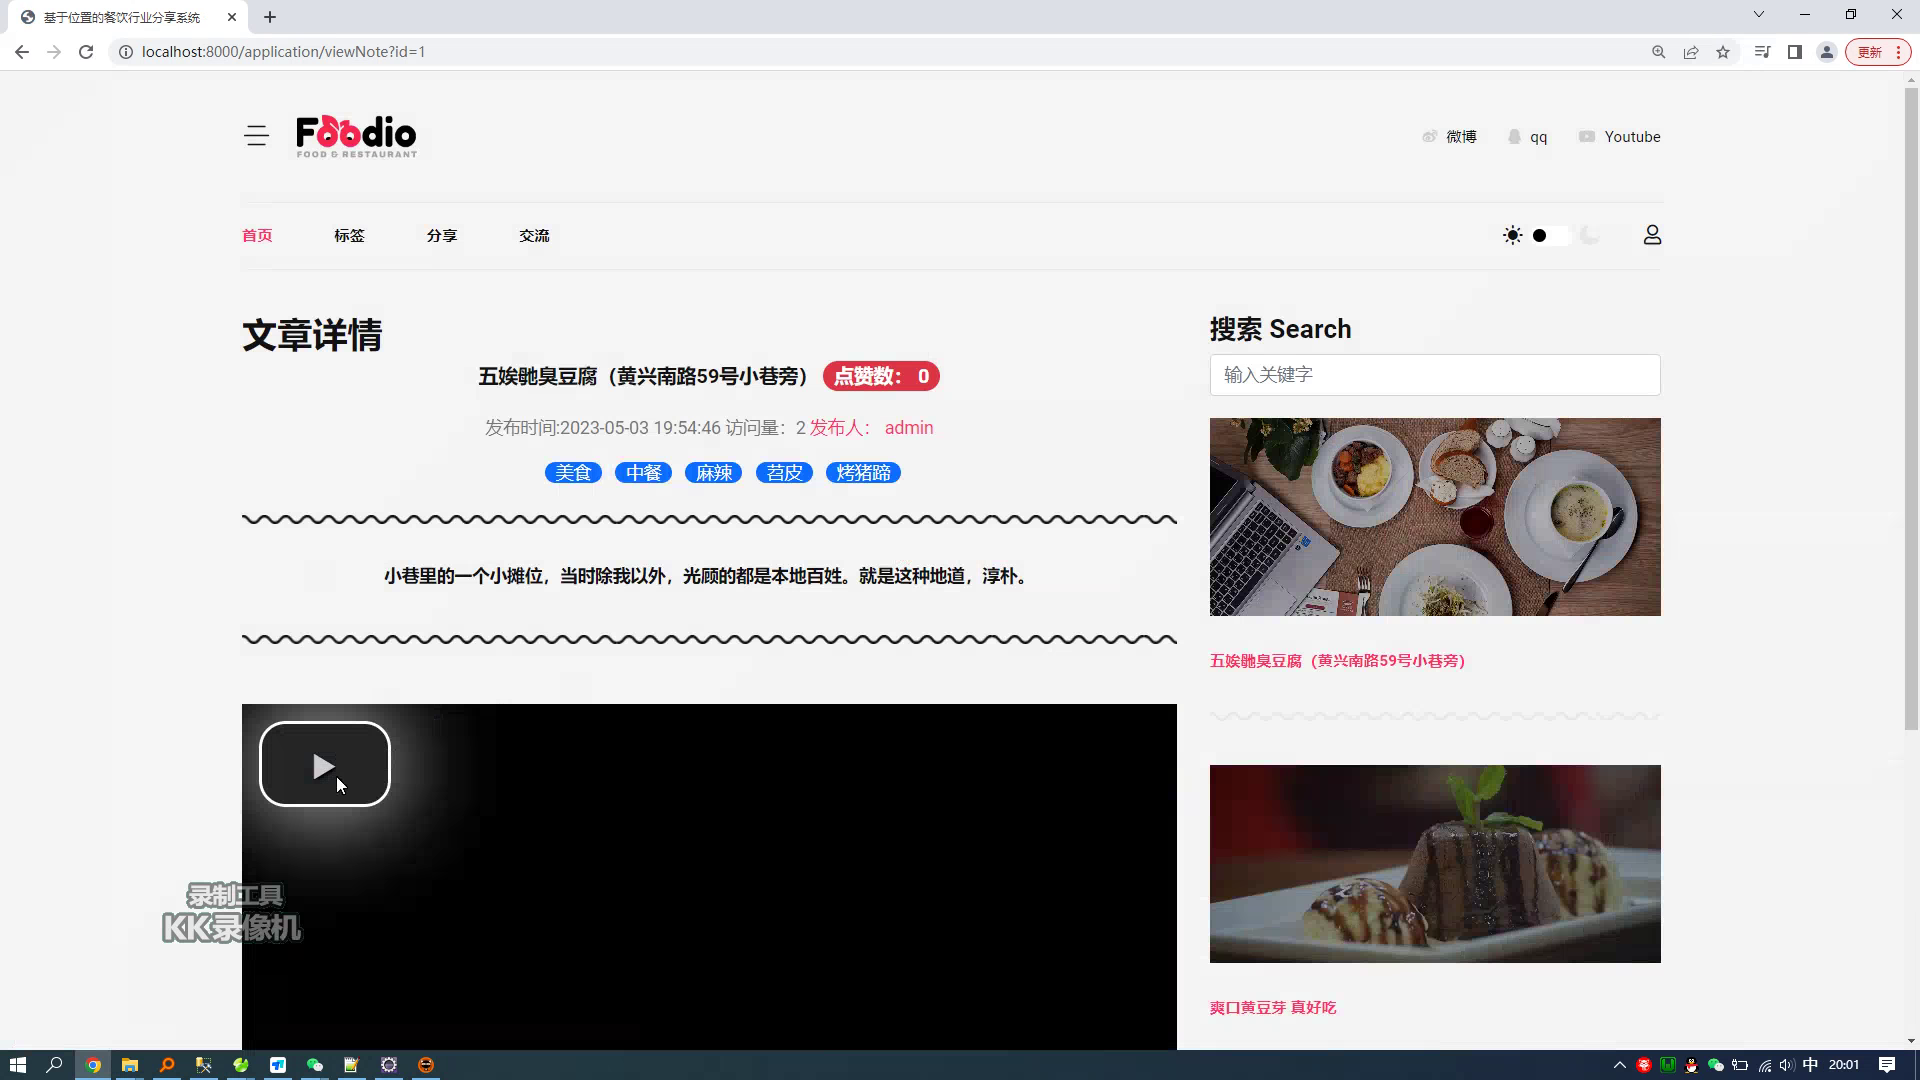 基于位置的餐饮行业分享系统
localhost:8000/application/viewNote?id=1
更新
Foodio
FOOD & RESTAURANT
微博
qq
Youtube
首页
标签
分享
交流
文章详情
五娭毑臭豆腐（黄兴南路59号小巷旁）
点赞数： 0
发布时间:2023-05-03 19:54:46 访问量：2 发布人： admin
美食 中餐 麻辣 苕皮 烤猪蹄
小巷里的一个小摊位，当时除我以外，光顾的都是本地百姓。就是这种地道，淳朴。
搜索 Search
输入关键字
五娭毑臭豆腐（黄兴南路59号小巷旁）
爽口黄豆芽 真好吃
录制工具
KK录像机
中
20:01